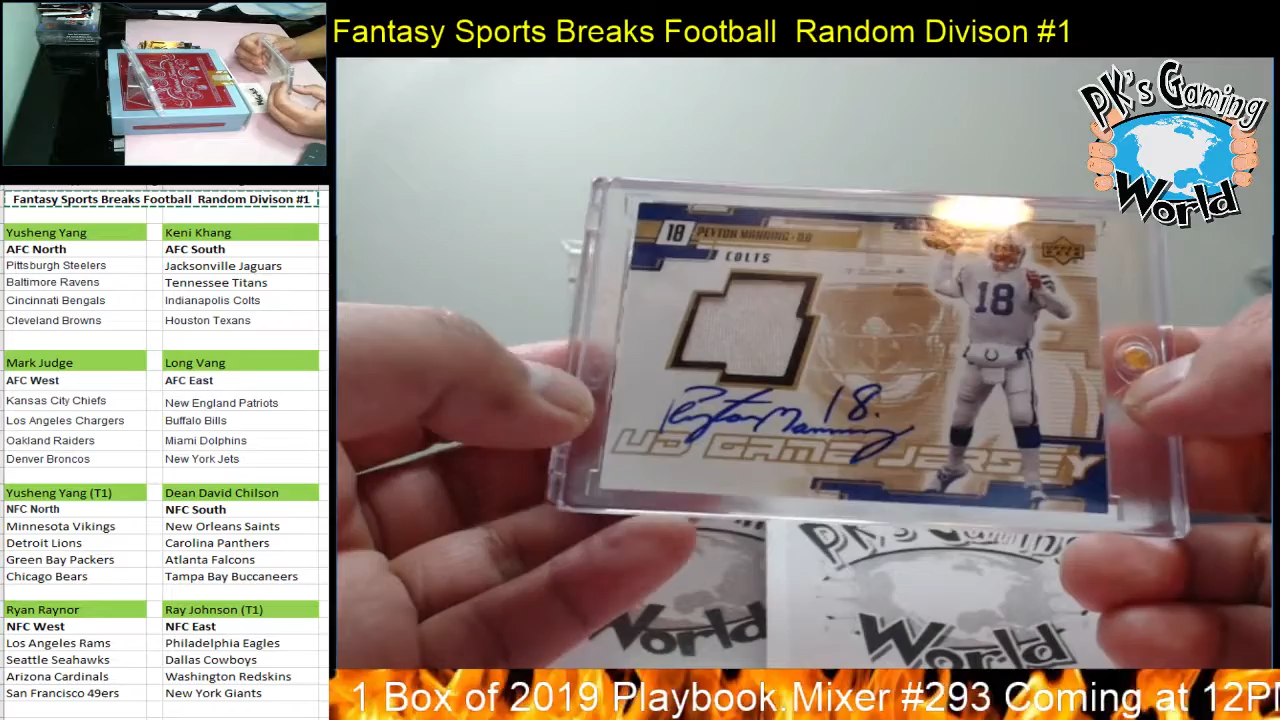 Fantasy Sports Breaks Football Random Divison #1
PK's Gaming
World
Fantasy Sports Breaks Football Random Divison #1
Yusheng Yang Keni Khang
AFC North AFC South
Pittsburgh Steelers Jacksonville Jaguars
Baltimore Ravens Tennessee Titans
Cincinnati Bengals Indianapolis Colts
Cleveland Browns Houston Texans
Mark Judge Long Vang
AFC West AFC East
Kansas City Chiefs New England Patriots
Los Angeles Chargers Buffalo Bills
Oakland Raiders Miami Dolphins
Denver Broncos New York Jets
Yusheng Yang (T1) Dean David Chilson
NFC North NFC South
Minnesota Vikings New Orleans Saints
Detroit Lions Carolina Panthers
Green Bay Packers Atlanta Falcons
Chicago Bears Tampa Bay Buccaneers
Ryan Raynor Ray Johnson (T1)
NFC West NFC East
Los Angeles Rams Philadelphia Eagles
Seattle Seahawks Dallas Cowboys
Arizona Cardinals Washington Redskins
San Francisco 49ers New York Giants
18 PEYTON MANNING · QB
COLTS
18
Peyton Manning 18.
UD GAME JERSEY
PK's Gaming
World
World
1 Box of 2019 Playbook.Mixer #293 Coming at 12P